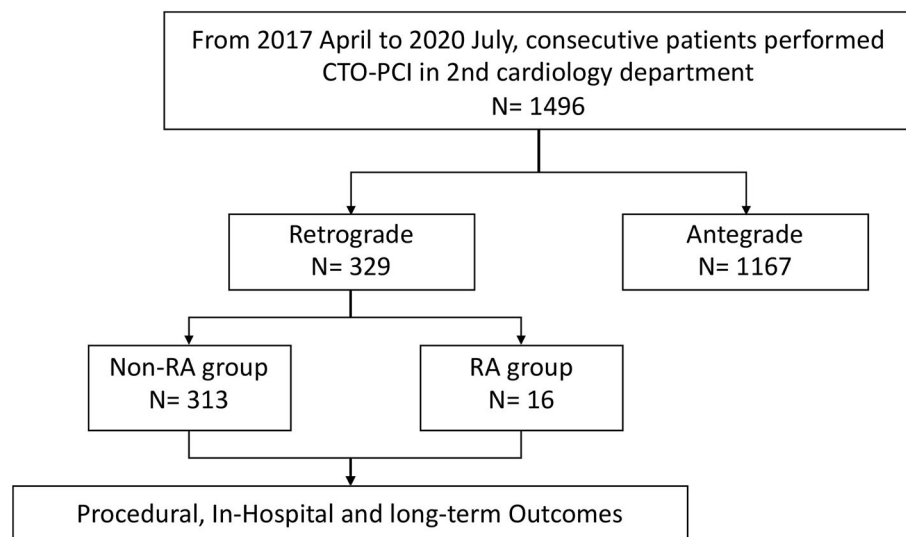 From 2017 April to 2020 July, consecutive patients performed
CTO-PCI in 2nd cardiology department
N= 1496
Retrograde
N= 329
Antegrade
N= 1167
Non-RA group
N= 313
RA group
N= 16
Procedural, In-Hospital and long-term Outcomes